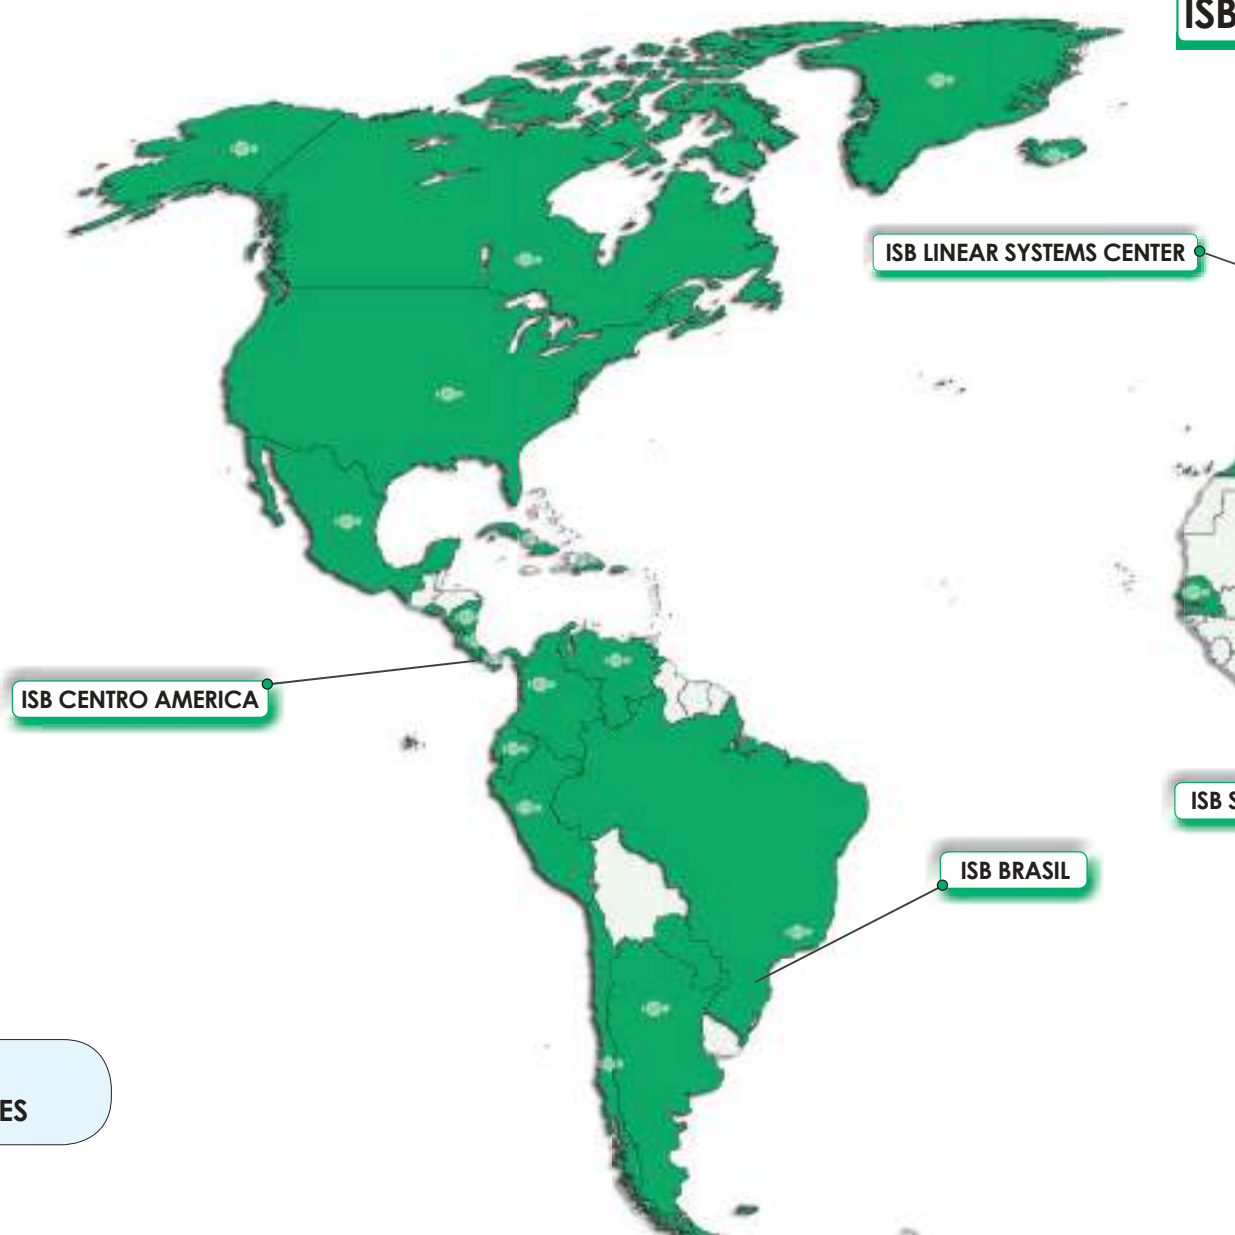 ISB
ISB LINEAR SYSTEMS CENTER
ISB CENTRO AMERICA
ISB S
ISB BRASIL
ES